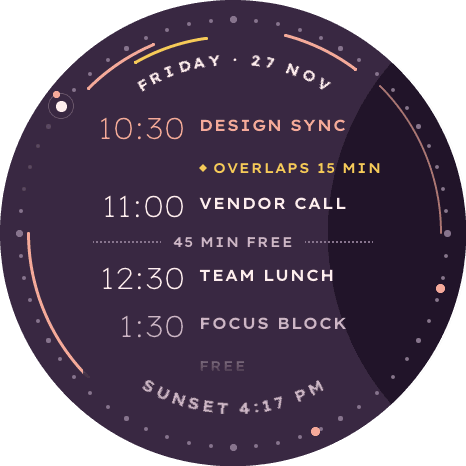 FRIDAY · 27 NOV
10:30 DESIGN SYNC
◆ OVERLAPS 15 MIN
11:00 VENDOR CALL
45 MIN FREE
12:30 TEAM LUNCH
1:30 FOCUS BLOCK
FREE
SUNSET 4:17 PM